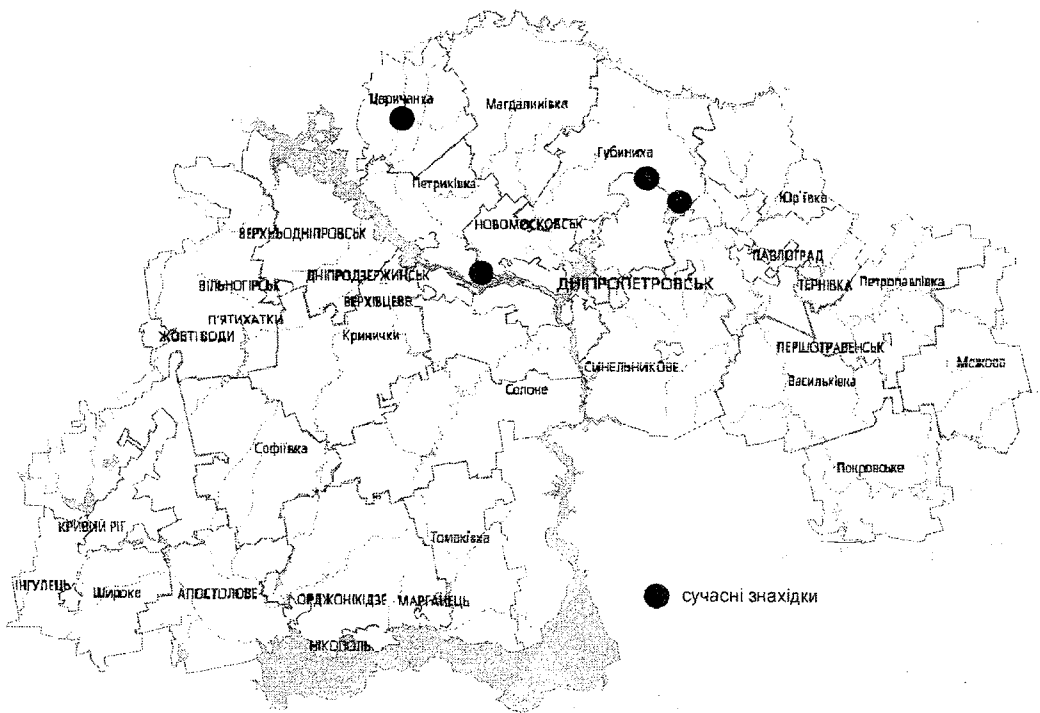 Царичанка
Магдалинівка
Губиниха
Петриківка
Юр'ївка
НОВОМОСКОВСЬК
ВЕРХНЬОДНІПРОВСЬК
ПАВЛОГРАД
ДНІПРОДЗЕРЖИНСЬК
ВІЛЬНОГІРСЬК
ДНІПРОПЕТРОВСЬК
ТЕРНІВКА
Петропавлівка
ВЕРХІВЦЕВЕ
П'ЯТИХАТКИ
ЖОВТІ ВОДИ
Кринички
ПЕРШОТРАВЕНСЬК
Межова
СИНЕЛЬНИКОВЕ
Васильківка
Солоне
Софіївка
Покровське
КРИВИЙ РІГ
Томаківка
ІНГУЛЕЦЬ
Широке
АПОСТОЛОВЕ
ОРДЖОНІКІДЗЕ
МАРГАНЕЦЬ
сучасні знахідки
НІКОПОЛЬ